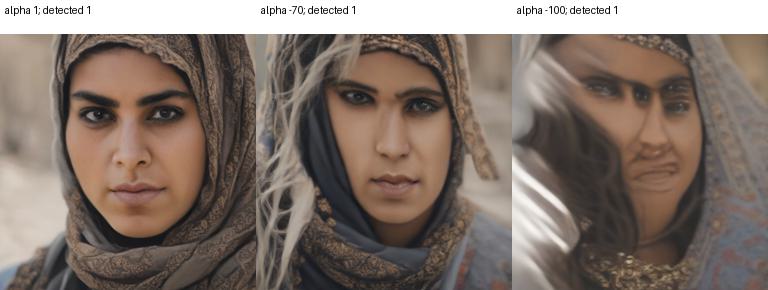 alpha 1; detected 1
alpha -70; detected 1
alpha -100; detected 1